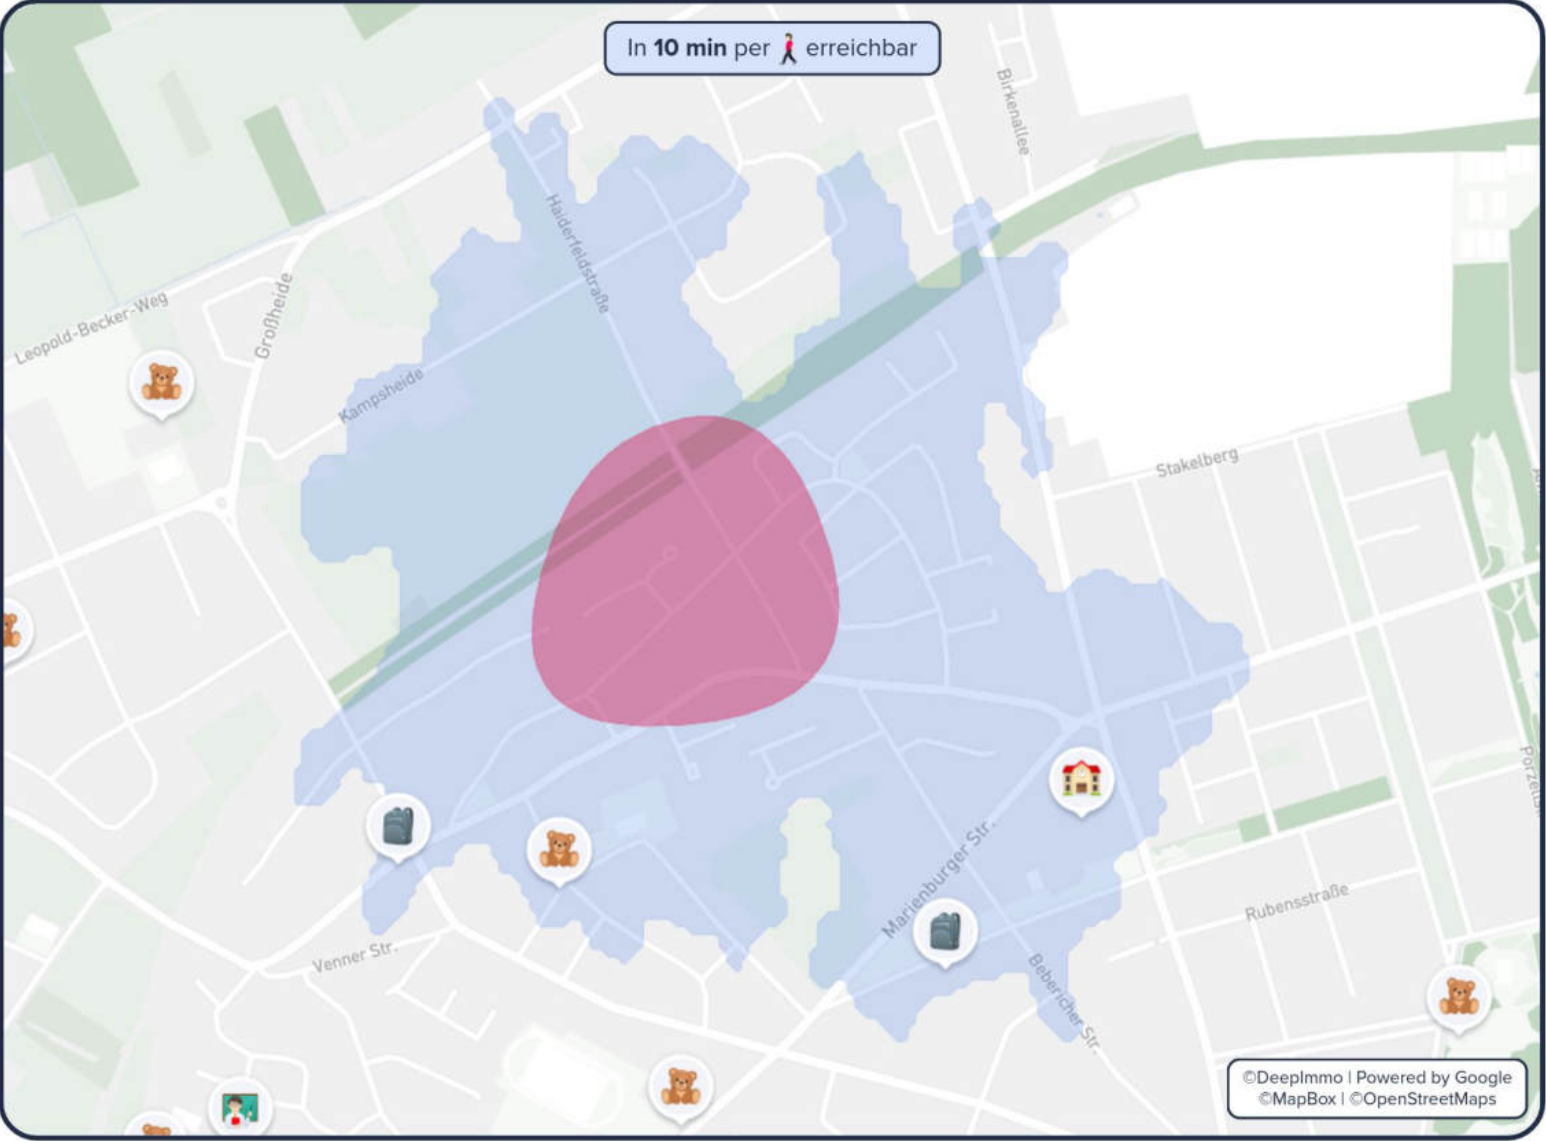 In 10 min per erreichbar
Birkenallee
Haiderfeldstraße
Großheide
Leopold-Becker-Weg
Kampsheide
Stakelberg
Marienburger Str.
Rubensstraße
Venner Str.
Bebericher Str.
©DeepImmo | Powered by Google
©MapBox | ©OpenStreetMaps